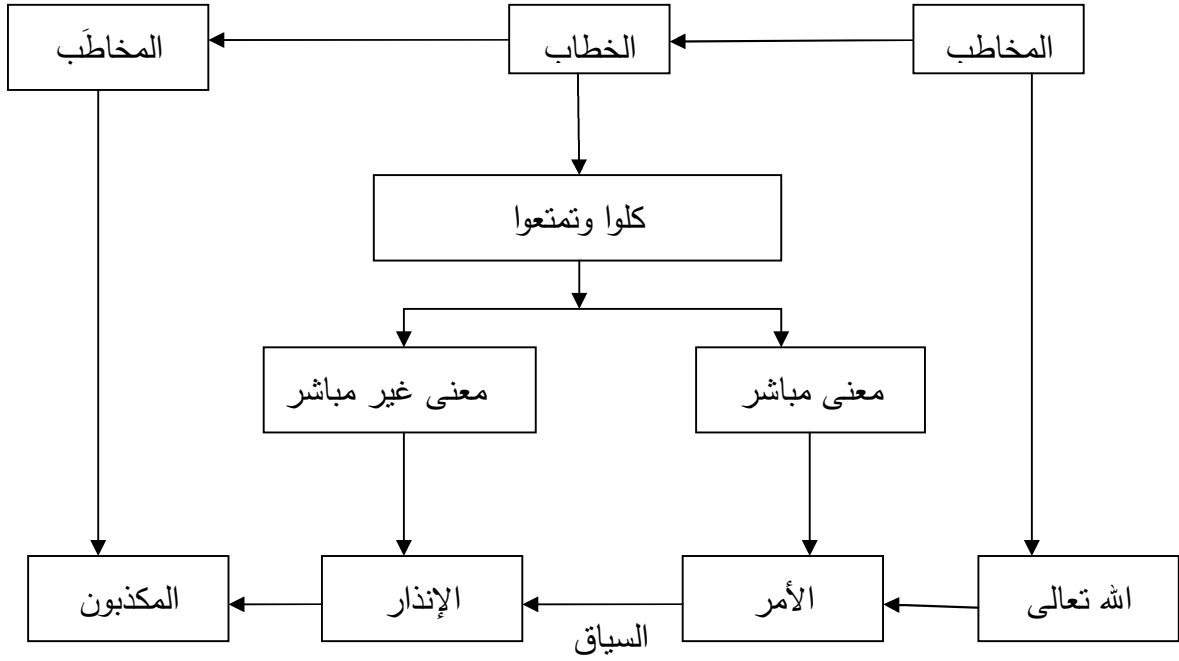 المخاطب
الخطاب
المخاطَب
كلوا وتمتعوا
معنى مباشر
معنى غير مباشر
الله تعالى
الأمر
السياق
الإنذار
المكذبون